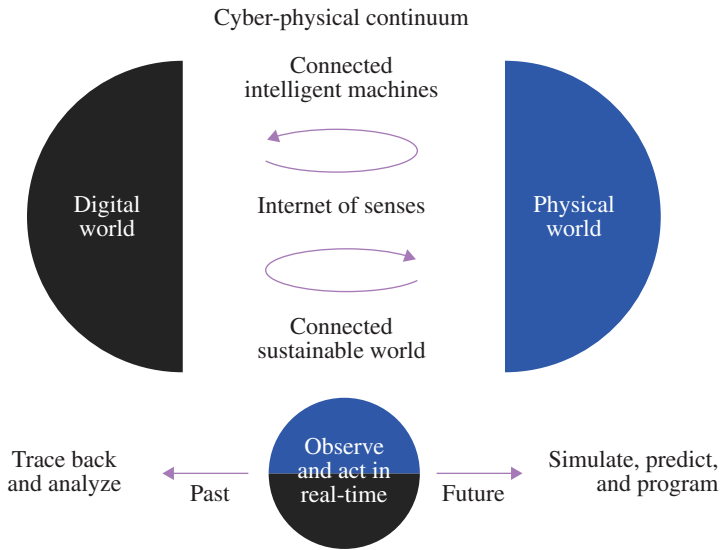 Cyber-physical continuum
Connected
intelligent machines
Digital
world
Internet of senses
Physical
world
Connected
sustainable world
Trace back
and analyze
Past
Observe
and act in
real-time
Future
Simulate, predict,
and program